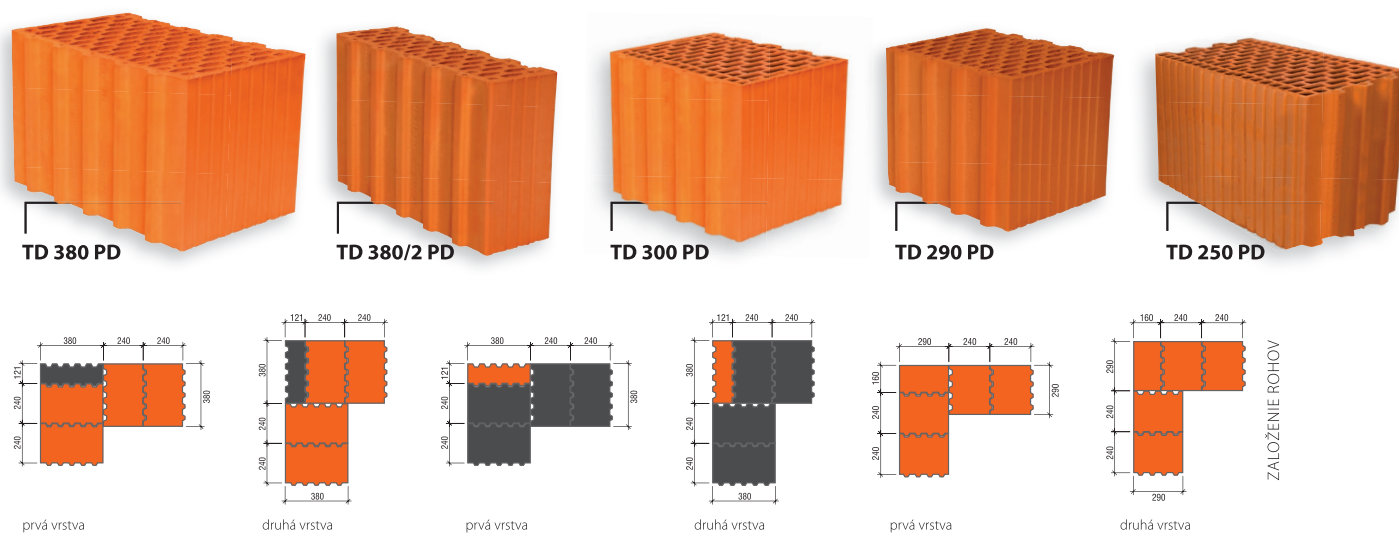 TD 380 PD
TD 380/2 PD
TD 300 PD
TD 290 PD
TD 250 PD
380 240 240
121
240
240
380
121 240 240
380
240
240
380
380 240 240
121
240
240
380
121 240 240
380
240
240
380
290 240 240
160
240
240
290
160 240 240
290
240
240
290
ZALOŽENIE ROHOV
prvá vrstva
druhá vrstva
prvá vrstva
druhá vrstva
prvá vrstva
druhá vrstva